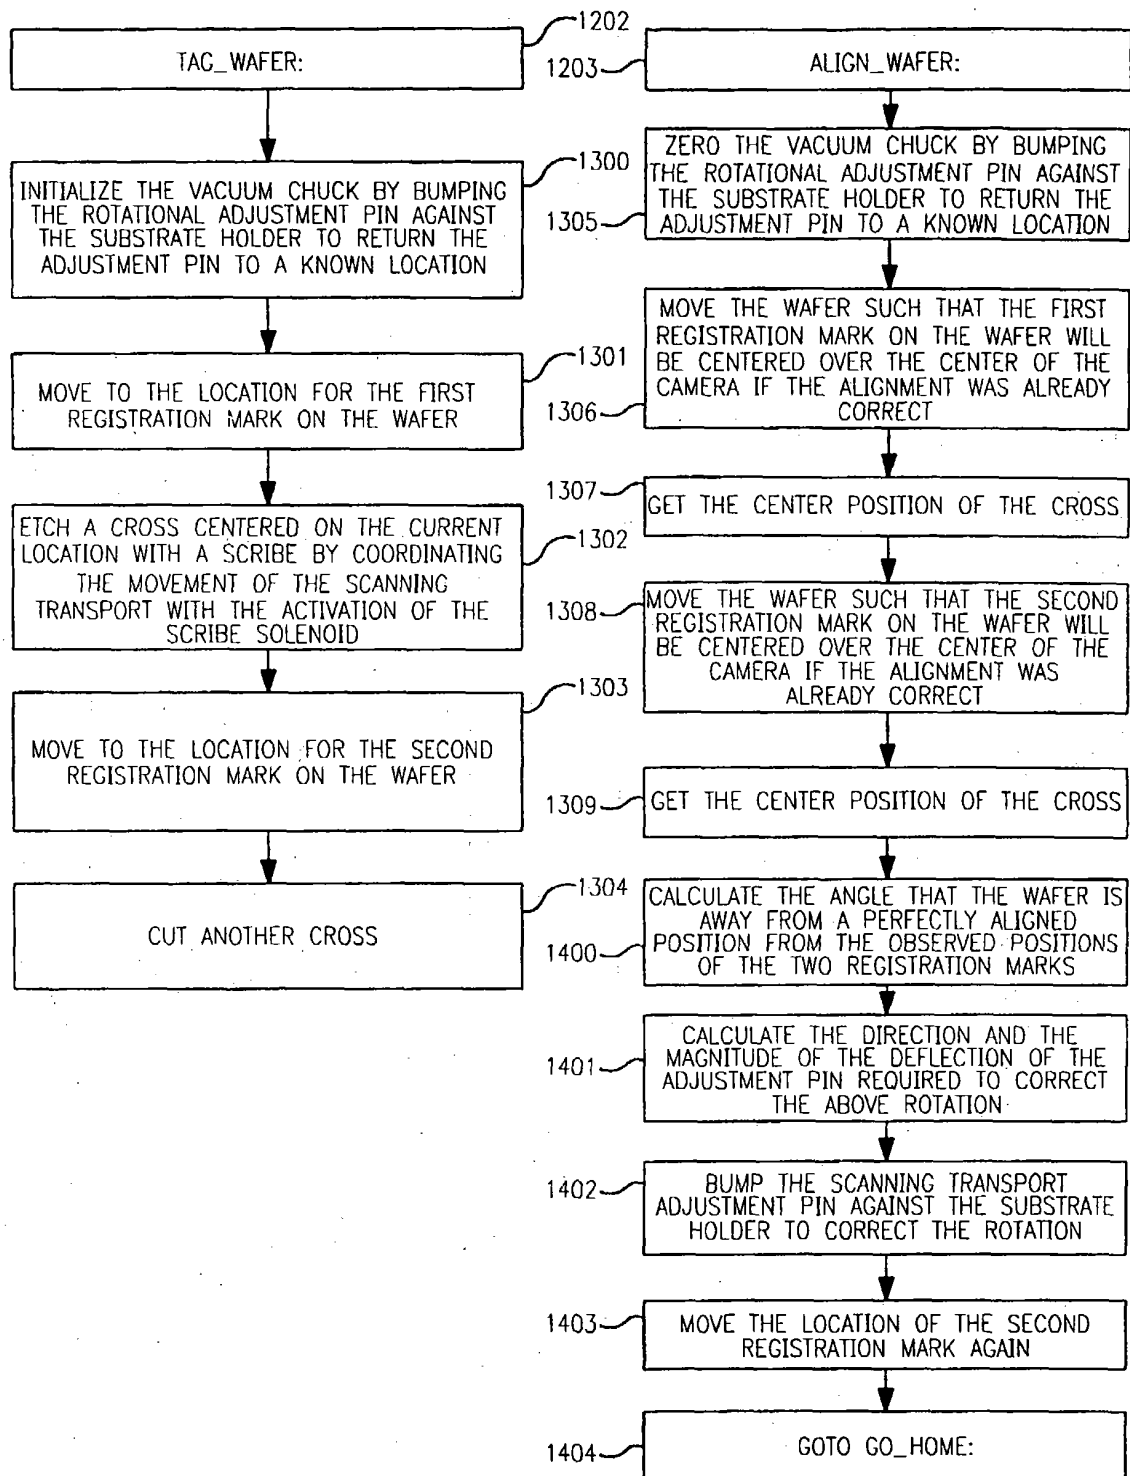 1202
TAG_WAFER:
1300
INITIALIZE THE VACUUM CHUCK BY BUMPING
THE ROTATIONAL ADJUSTMENT PIN AGAINST
THE SUBSTRATE HOLDER TO RETURN THE
ADJUSTMENT PIN TO A KNOWN LOCATION
1301
MOVE TO THE LOCATION FOR THE FIRST
REGISTRATION MARK ON THE WAFER
ETCH A CROSS CENTERED ON THE CURRENT
LOCATION WITH A SCRIBE BY COORDINATING
1302
THE MOVEMENT OF THE SCANNING
TRANSPORT WITH THE ACTIVATION OF THE
SCRIBE SOLENOID
1303
MOVE TO THE LOCATION FOR THE SECOND
REGISTRATION MARK ON THE WAFER
1304
CUT ANOTHER CROSS
1203
ALIGN_WAFER:
ZERO THE VACUUM CHUCK BY BUMPING
THE ROTATIONAL ADJUSTMENT PIN AGAINST
THE SUBSTRATE HOLDER TO RETURN THE
1305
ADJUSTMENT PIN TO A KNOWN LOCATION
MOVE THE WAFER SUCH THAT THE FIRST
REGISTRATION MARK ON THE WAFER WILL
BE CENTERED OVER THE CENTER OF THE
CAMERA IF THE ALIGNMENT WAS ALREADY
1306
CORRECT
1307
GET THE CENTER POSITION OF THE CROSS
1308
MOVE THE WAFER SUCH THAT THE SECOND
REGISTRATION MARK ON THE WAFER WILL
BE CENTERED OVER THE CENTER OF THE
CAMERA IF THE ALIGNMENT WAS
ALREADY CORRECT
1309
GET THE CENTER POSITION OF THE CROSS
CALCULATE THE ANGLE THAT THE WAFER IS
AWAY FROM A PERFECTLY ALIGNED
1400
POSITION FROM THE OBSERVED POSITIONS
OF THE TWO REGISTRATION MARKS
CALCULATE THE DIRECTION AND THE
MAGNITUDE OF THE DEFLECTION OF THE
1401
ADJUSTMENT PIN REQUIRED TO CORRECT
THE ABOVE ROTATION
1402
BUMP THE SCANNING TRANSPORT
ADJUSTMENT PIN AGAINST THE SUBSTRATE
HOLDER TO CORRECT THE ROTATION
1403
MOVE THE LOCATION OF THE SECOND
REGISTRATION MARK AGAIN
1404
GOTO GO_HOME: